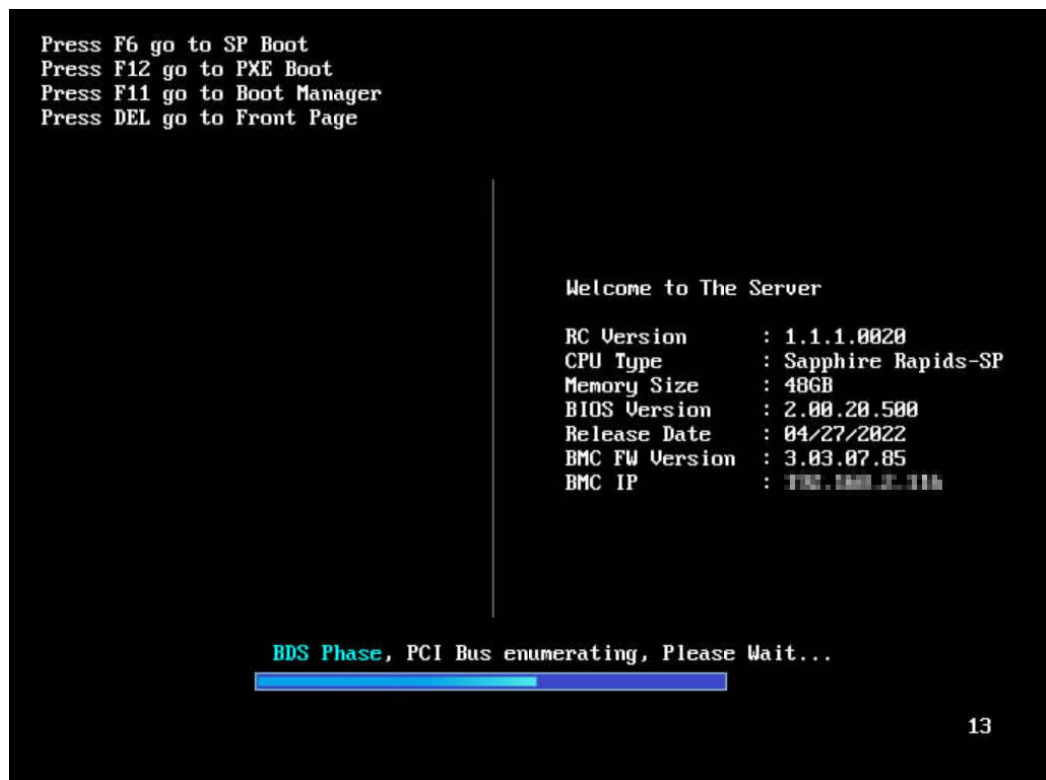 Press F6 go to SP Boot
Press F12 go to PXE Boot
Press F11 go to Boot Manager
Press DEL go to Front Page
Welcome to The Server
RC Version : 1.1.1.0020
CPU Type : Sapphire Rapids-SP
Memory Size : 48GB
BIOS Version : 2.00.20.500
Release Date : 04/27/2022
BMC FW Version : 3.03.07.85
BMC IP :
BDS Phase, PCI Bus enumerating, Please Wait...
13